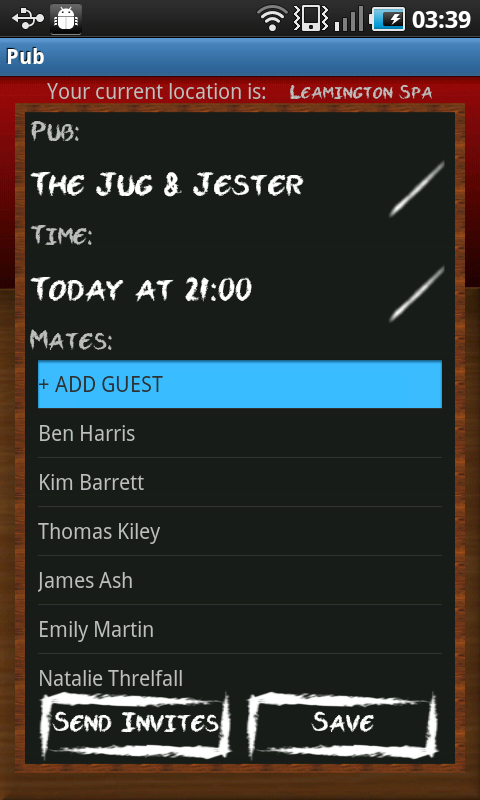 03:39
Pub
Your current location is: Leamington Spa
Pub:
The Jug & Jester
Time:
Today at 21:00
Mates:
+ ADD GUEST
Ben Harris
Kim Barrett
Thomas Kiley
James Ash
Emily Martin
Natalie Threlfall
Send Invites Save